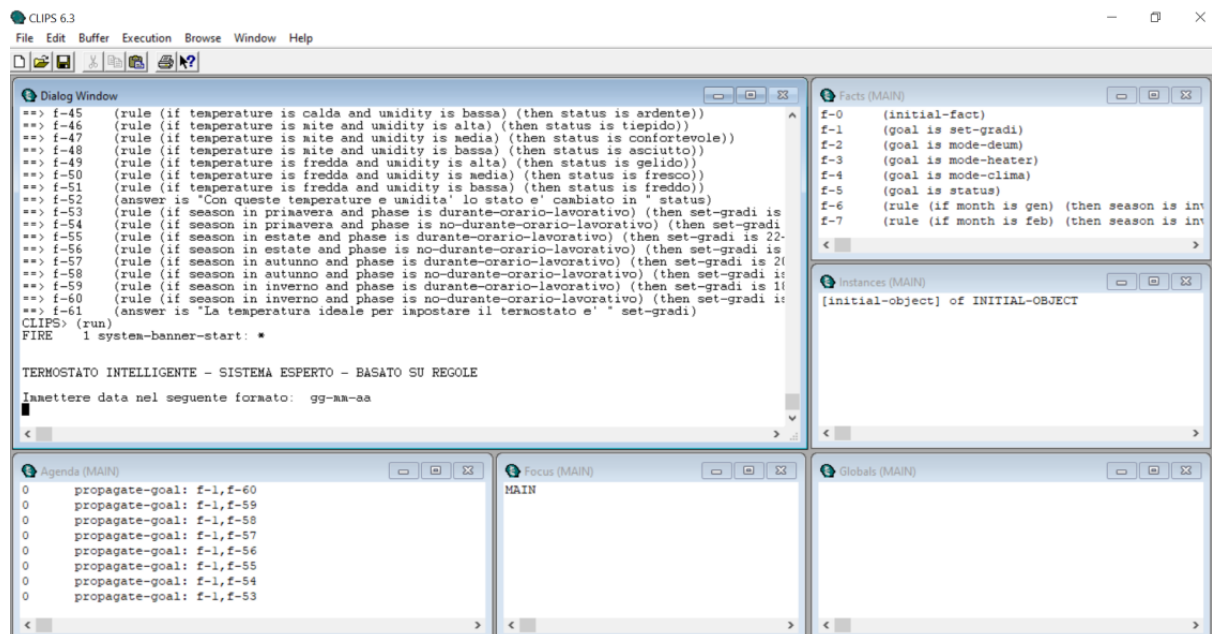 CLIPS 6.3
File Edit Buffer Execution Browse Window Help
Dialog Window
==> f-45 (rule (if temperature is calda and umidity is bassa) (then status is ardente))
==> f-46 (rule (if temperature is mite and umidity is alta) (then status is tiepido))
==> f-47 (rule (if temperature is mite and umidity is media) (then status is confortevole))
==> f-48 (rule (if temperature is mite and umidity is bassa) (then status is asciutto))
==> f-49 (rule (if temperature is fredda and umidity is alta) (then status is gelido))
==> f-50 (rule (if temperature is fredda and umidity is media) (then status is fresco))
==> f-51 (rule (if temperature is fredda and umidity is bassa) (then status is freddo))
==> f-52 (answer is "Con queste temperature e umidita' lo stato e' cambiato in " status)
==> f-53 (rule (if season in primavera and phase is durante-orario-lavorativo) (then set-gradi is
==> f-54 (rule (if season in primavera and phase is no-durante-orario-lavorativo) (then set-gradi
==> f-55 (rule (if season in estate and phase is durante-orario-lavorativo) (then set-gradi is 22-
==> f-56 (rule (if season in estate and phase is no-durante-orario-lavorativo) (then set-gradi is
==> f-57 (rule (if season in autunno and phase is durante-orario-lavorativo) (then set-gradi is
==> f-58 (rule (if season in autunno and phase is no-durante-orario-lavorativo) (then set-gradi is
==> f-59 (rule (if season in inverno and phase is durante-orario-lavorativo) (then set-gradi is
==> f-60 (rule (if season in inverno and phase is no-durante-orario-lavorativo) (then set-gradi is
==> f-61 (answer is "La temperatura ideale per impostare il termostato e' " set-gradi)
CLIPS> (run)
FIRE 1 system-banner-start: *
TERMOSTATO INTELLIGENTE - SISTEMA ESPERTO - BASATO SU REGOLE
Immettere data nel seguente formato: gg-mm-aa
Facts (MAIN)
f-0 (initial-fact)
f-1 (goal is set-gradi)
f-2 (goal is mode-deum)
f-3 (goal is mode-heater)
f-4 (goal is mode-clima)
f-5 (goal is status)
f-6 (rule (if month is gen) (then season is inv
f-7 (rule (if month is feb) (then season is inv
Instances (MAIN)
[initial-object] of INITIAL-OBJECT
Agenda (MAIN)
0 propagate-goal: f-1,f-60
0 propagate-goal: f-1,f-59
0 propagate-goal: f-1,f-58
0 propagate-goal: f-1,f-57
0 propagate-goal: f-1,f-56
0 propagate-goal: f-1,f-55
0 propagate-goal: f-1,f-54
0 propagate-goal: f-1,f-53
Focus (MAIN)
MAIN
Globals (MAIN)